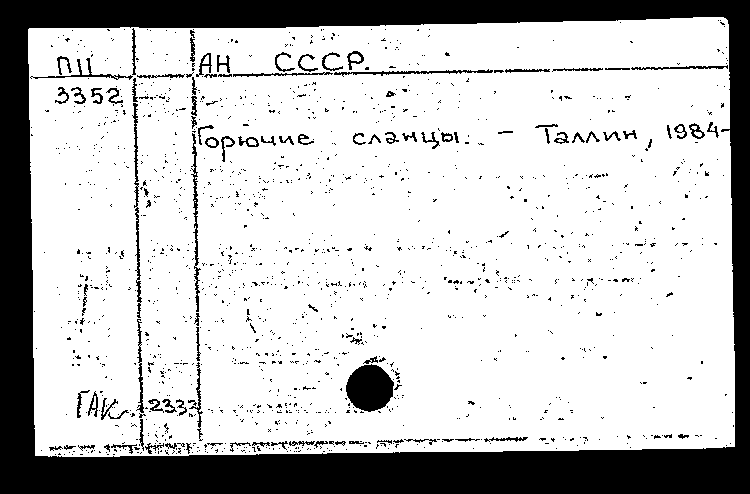 П11 АН СССР.
3352
Горючие сланцы. - Таллин, 1984-
ГАК 2333